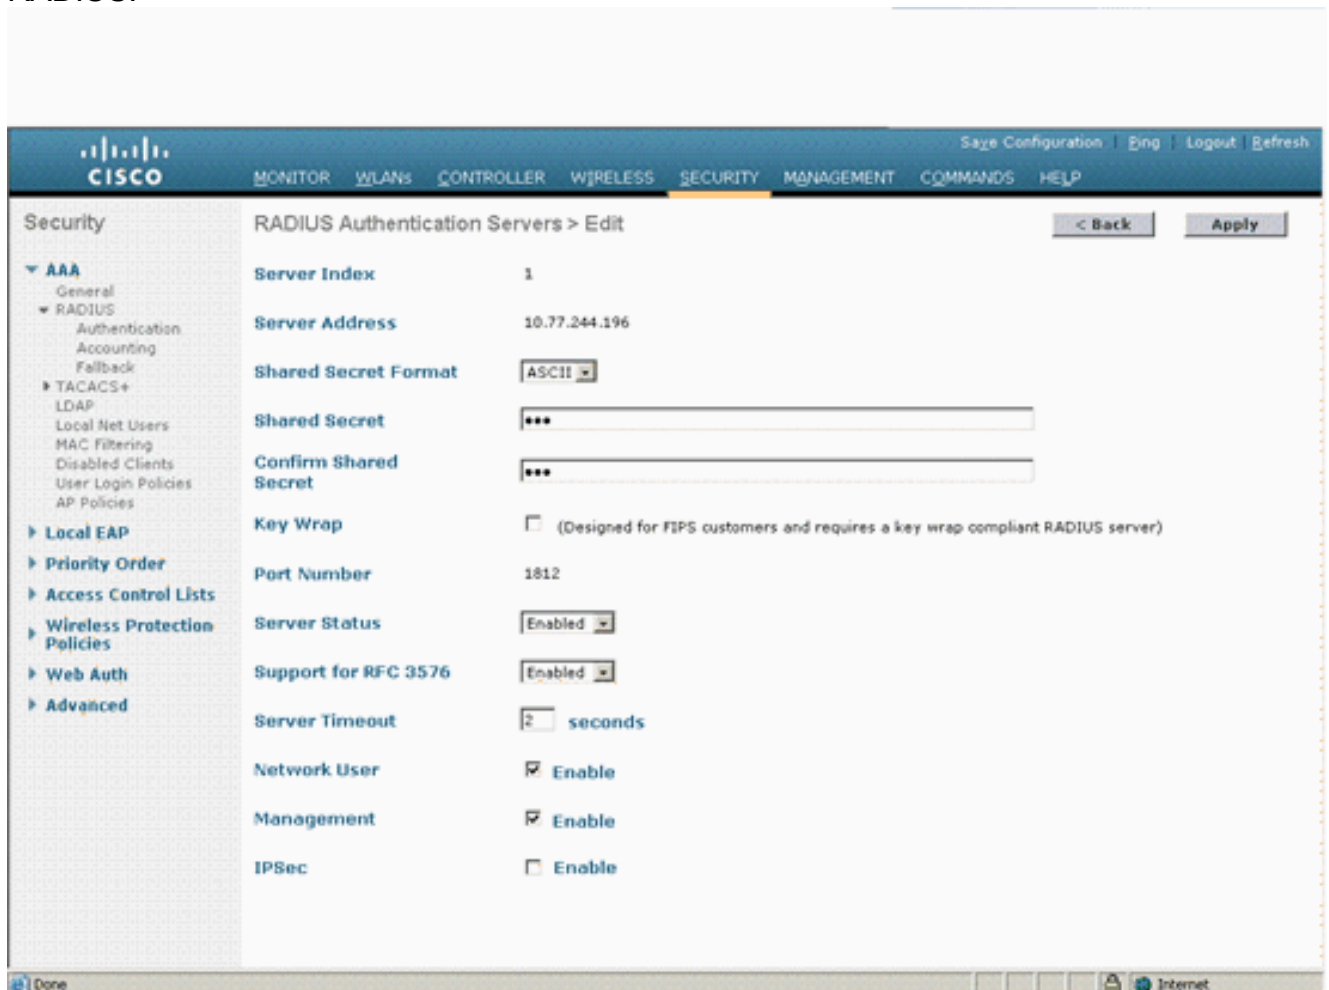 Save Configuration | Ping | Logout | Refresh
CISCO
MONITOR WLANs CONTROLLER WIRELESS SECURITY MANAGEMENT COMMANDS HELP
Security
AAA
General
RADIUS
Authentication
Accounting
Fallback
TACACS+
LDAP
Local Net Users
MAC Filtering
Disabled Clients
User Login Policies
AP Policies
Local EAP
Priority Order
Access Control Lists
Wireless Protection
Policies
Web Auth
Advanced
RADIUS Authentication Servers > Edit
< Back Apply
Server Index 1
Server Address 10.77.244.196
Shared Secret Format ASCII
Shared Secret •••
Confirm Shared
Secret •••
Key Wrap (Designed for FIPS customers and requires a key wrap compliant RADIUS server)
Port Number 1812
Server Status Enabled
Support for RFC 3576 Enabled
Server Timeout 2 seconds
Network User Enable
Management Enable
IPSec Enable
Done Internet